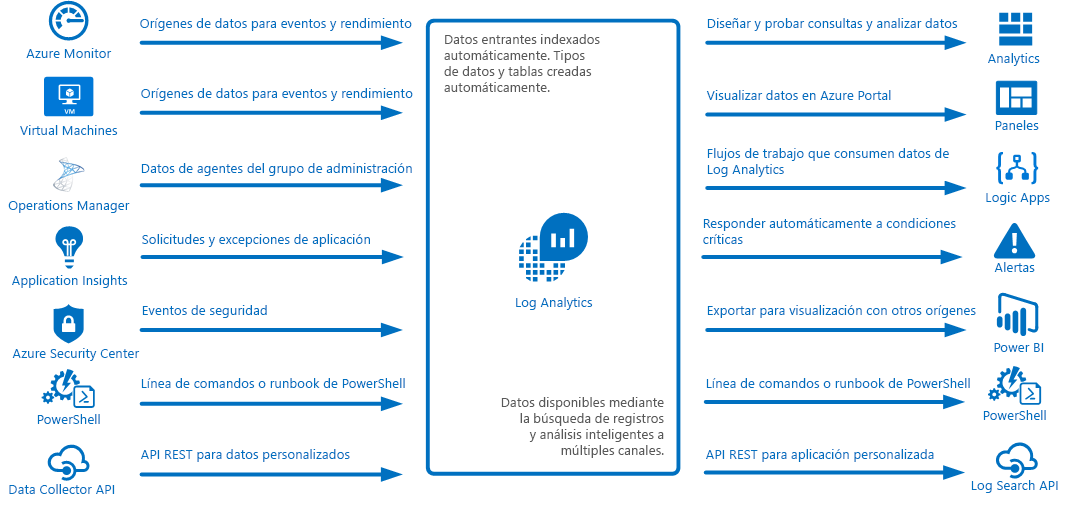 Orígenes de datos para eventos y rendimiento
Azure Monitor
Orígenes de datos para eventos y rendimiento
VM
Virtual Machines
Datos de agentes del grupo de administración
Operations Manager
Solicitudes y excepciones de aplicación
Application Insights
Eventos de seguridad
Azure Security Center
Línea de comandos o runbook de PowerShell
PowerShell
API REST para datos personalizados
Data Collector API
Datos entrantes indexados
automáticamente. Tipos
de datos y tablas creadas
automáticamente.
Log Analytics
Datos disponibles mediante
la búsqueda de registros
y análisis inteligentes a
múltiples canales.
Diseñar y probar consultas y analizar datos
Analytics
Visualizar datos en Azure Portal
Paneles
Flujos de trabajo que consumen datos de
Log Analytics
Logic Apps
Responder automáticamente a condiciones
críticas
Alertas
Exportar para visualización con otros orígenes
Power BI
Línea de comandos o runbook de PowerShell
PowerShell
API REST para aplicación personalizada
Log Search API